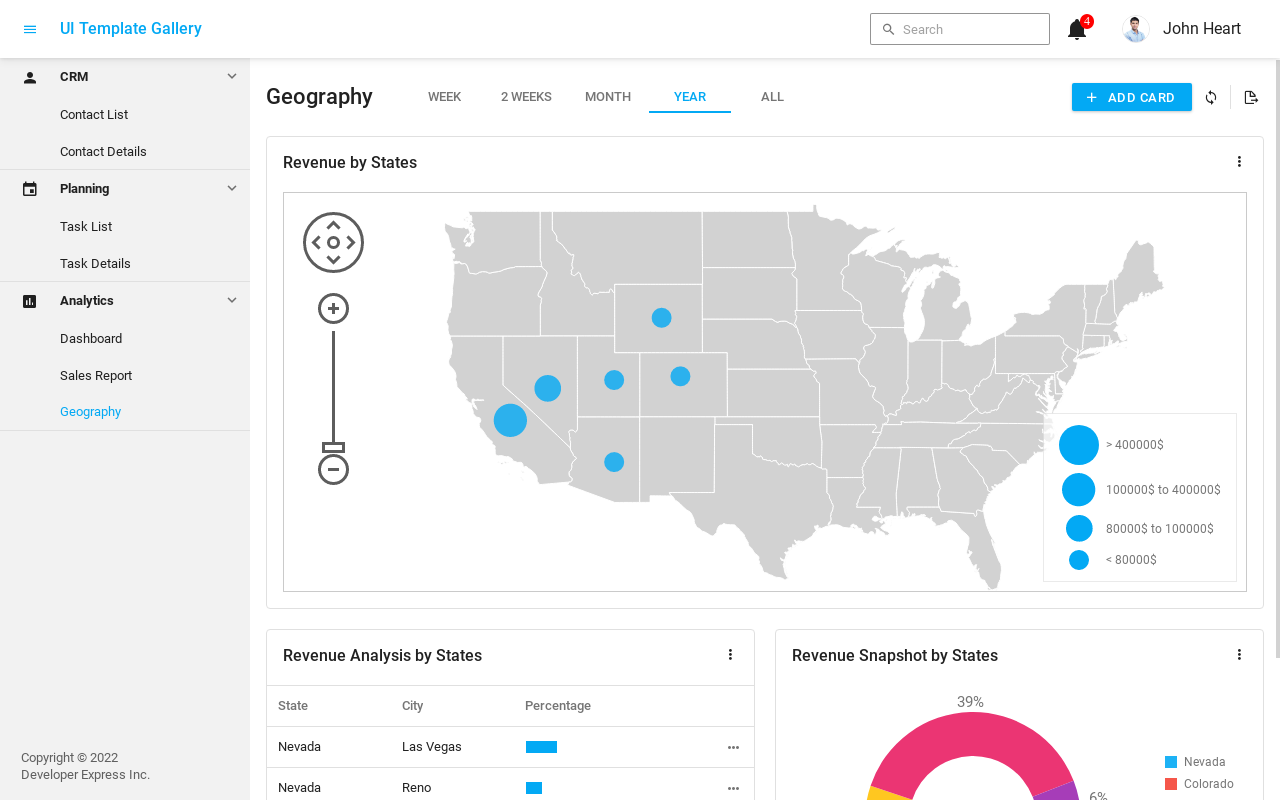 UI Template Gallery
Search
4
John Heart
CRM
Contact List
Contact Details
Planning
Task List
Task Details
Analytics
Dashboard
Sales Report
Geography
Copyright © 2022
Developer Express Inc.
Geography
WEEK
2 WEEKS
MONTH
YEAR
ALL
ADD CARD
Revenue by States
> 400000$
100000$ to 400000$
80000$ to 100000$
< 80000$
Revenue Analysis by States
State City Percentage
Nevada Las Vegas
Nevada Reno
Revenue Snapshot by States
39%
6%
Nevada
Colorado